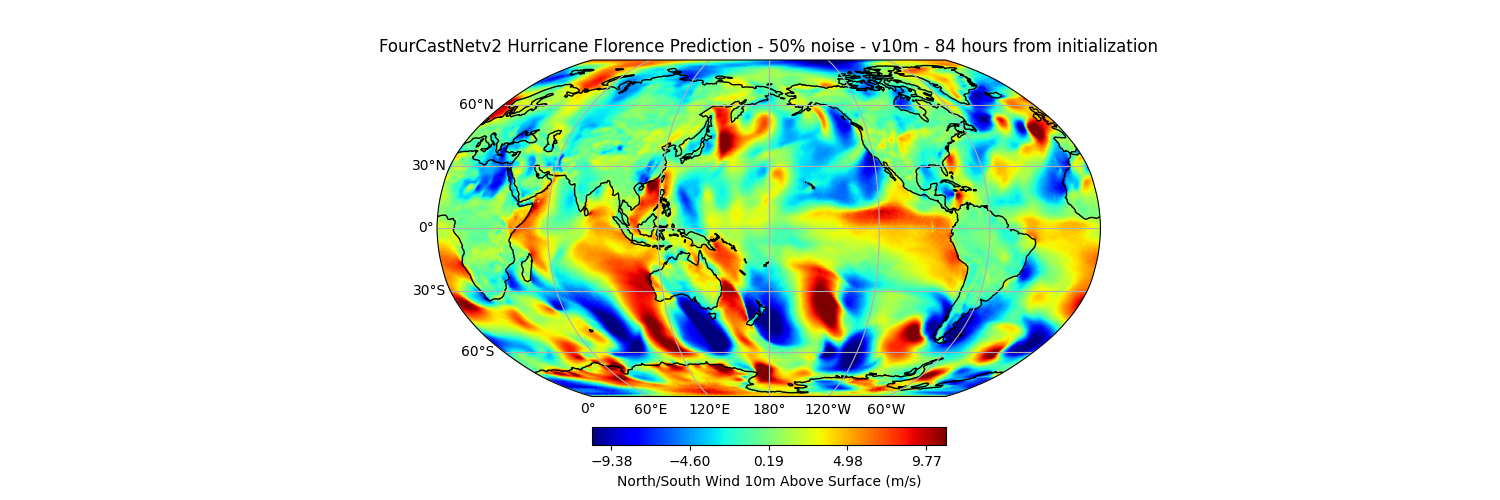 FourCastNetv2 Hurricane Florence Prediction - 50% noise - v10m - 84 hours from initialization
60°N
30°N
0°
30°S
60°S
0° 60°E 120°E 180° 120°W 60°W
−9.38 −4.60 0.19 4.98 9.77
North/South Wind 10m Above Surface (m/s)